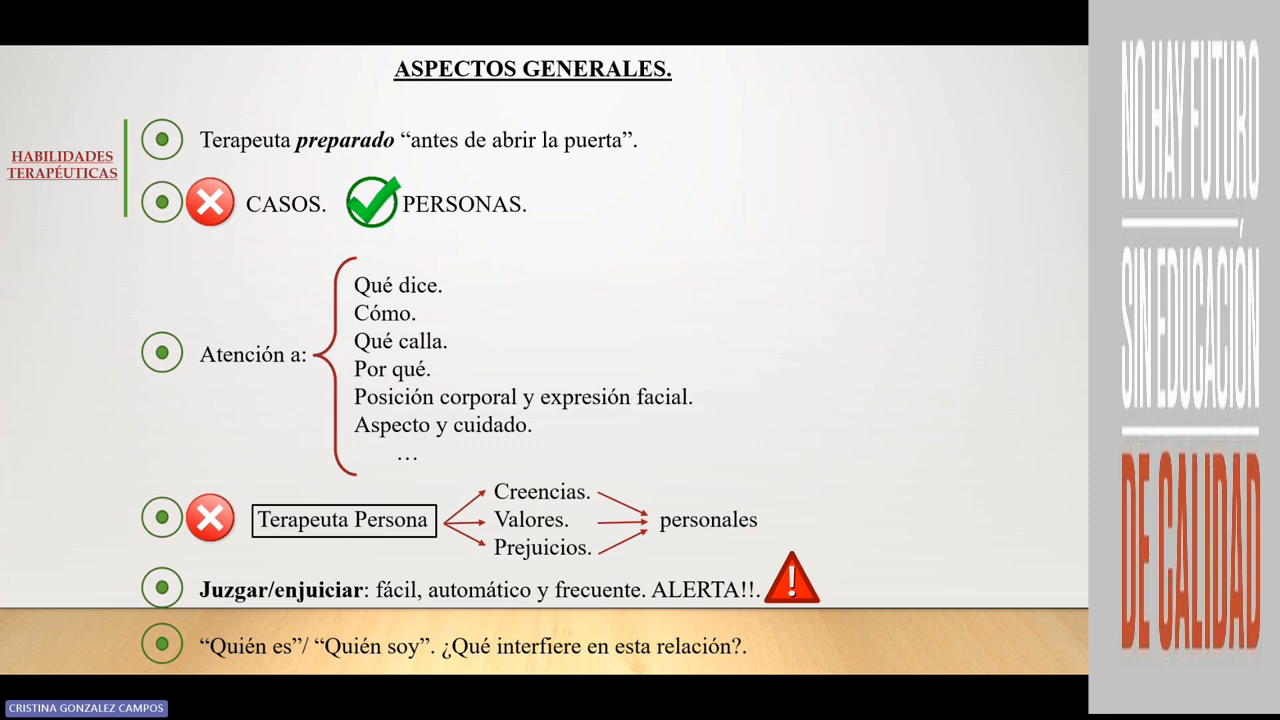 ASPECTOS GENERALES.
HABILIDADES
TERAPÉUTICAS
Terapeuta preparado “antes de abrir la puerta”.
CASOS. PERSONAS.
Atención a:
Qué dice.
Cómo.
Qué calla.
Por qué.
Posición corporal y expresión facial.
Aspecto y cuidado.
…
Terapeuta Persona
Creencias.
Valores.
Prejuicios.
personales
Juzgar/enjuiciar: fácil, automático y frecuente. ALERTA!!.
“Quién es”/ “Quién soy”. ¿Qué interfiere en esta relación?.
NO HAY FUTURO
SIN EDUCACIÓN
DE CALIDAD
CRISTINA GONZALEZ CAMPOS